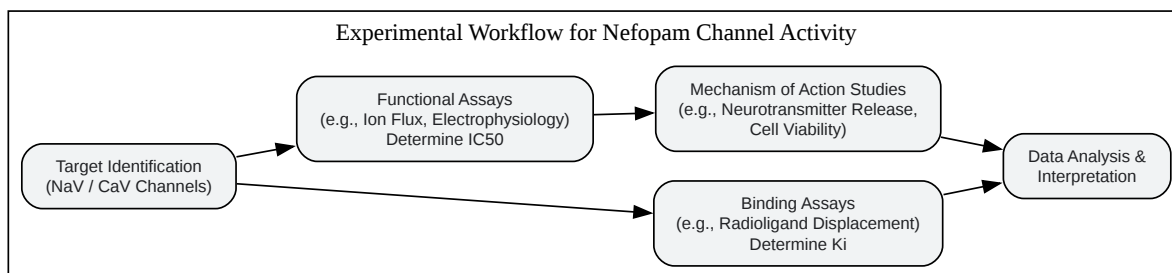 Experimental Workflow for Nefopam Channel Activity
Target Identification
(NaV / CaV Channels)
Functional Assays
(e.g., Ion Flux, Electrophysiology)
Determine IC50
Mechanism of Action Studies
(e.g., Neurotransmitter Release,
Cell Viability)
Binding Assays
(e.g., Radioligand Displacement)
Determine Ki
Data Analysis &
Interpretation